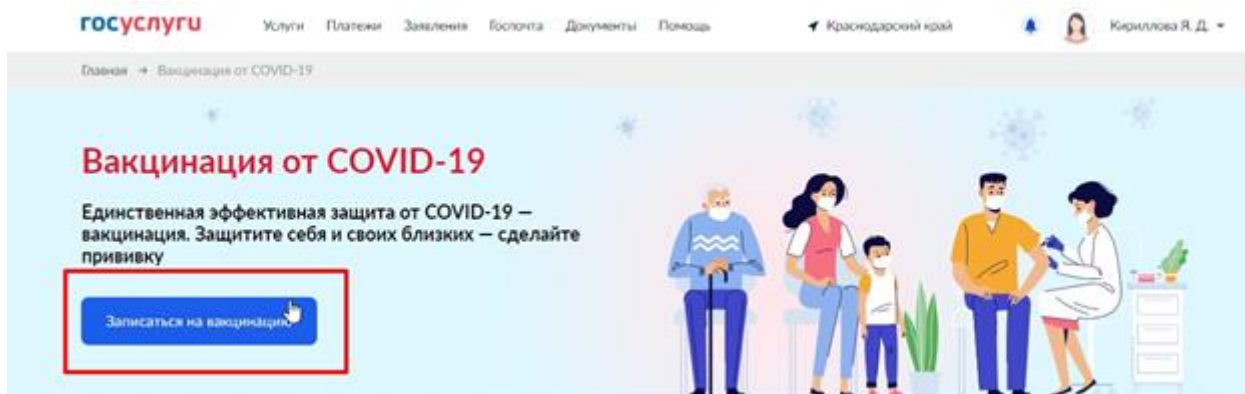 госуслуги Услуги Платежи Заявления Госпочта Документы Помощь Краснодарский край Кириллова Я. Д.
Главная → Вакцинация от COVID-19
Вакцинация от COVID-19
Единственная эффективная защита от COVID-19 —
вакцинация. Защитите себя и своих близких — сделайте
прививку
Записаться на вакцинацию